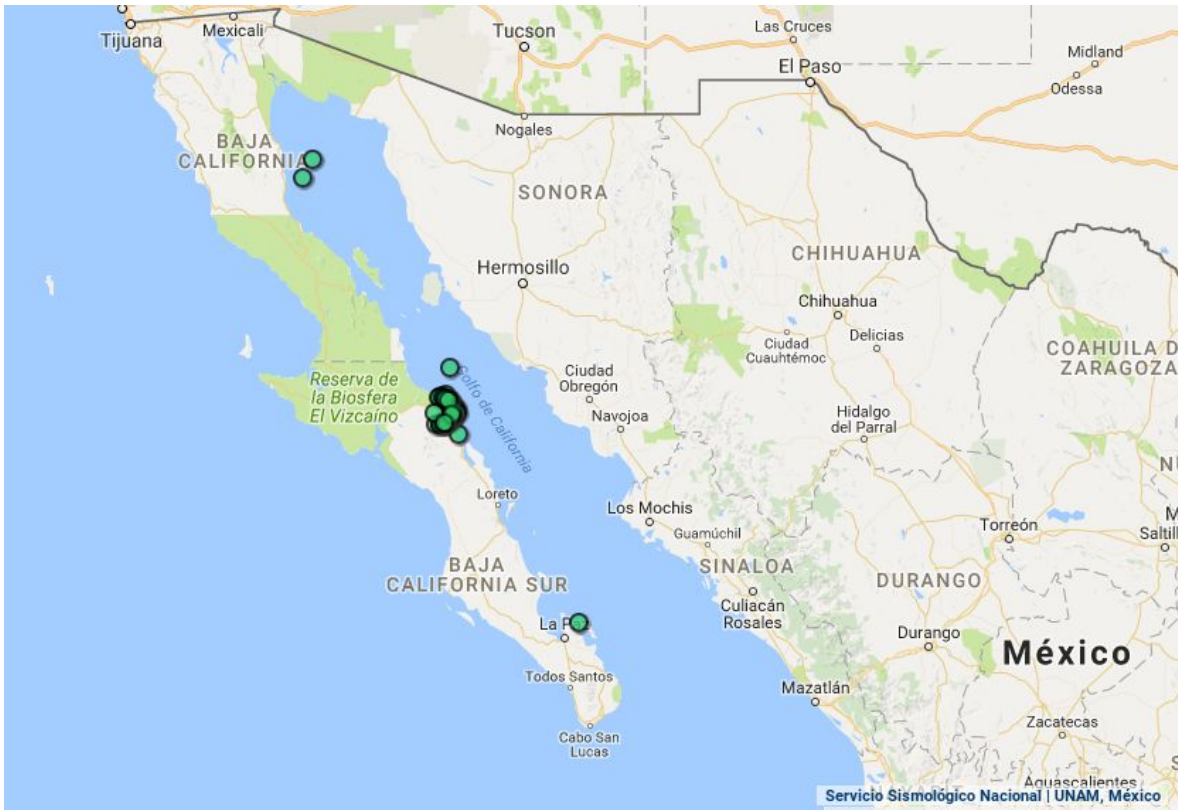 Tijuana
Mexicali
Tucson
Las Cruces
El Paso
Midland
Odessa
Nogales
BAJA
CALIFORNIA
SONORA
CHIHUAHUA
Hermosillo
Chihuahua
Ciudad
Cuauhtémoc
Delicias
COAHUILA D
ZARAGOZA
Reserva de
la Biosfera
El Vizcaíno
Golfo de California
Ciudad
Obregón
Navojoa
Hidalgo
del Parral
NU
Loreto
Los Mochis
Guamúchil
Torreón
M
Saltill
BAJA
CALIFORNIA SUR
SINALOA
DURANGO
Culiacán
Rosales
La Paz
Durango
México
Todos Santos
Mazatlán
Cabo San
Lucas
Zacatecas
S
Aguascalientes
NAYARIT
Servicio Sismológico Nacional | UNAM, México